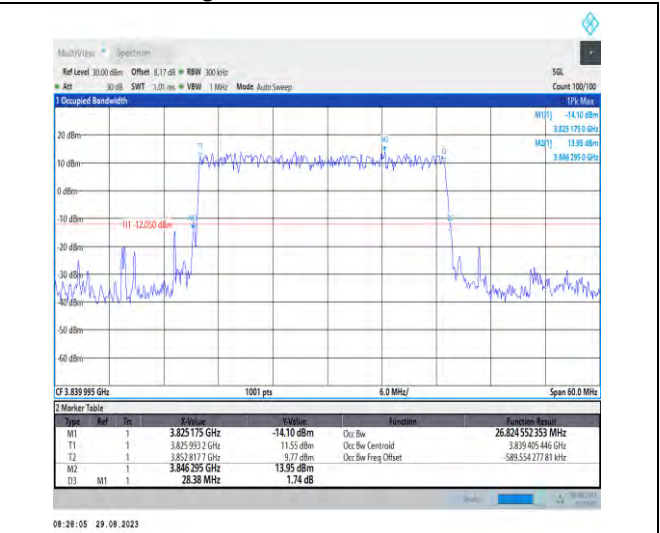 MultiView Spectrum
Ref Level 30.00 dBm Offset 8.17 dB RBW 300 kHz SGL
Att 30 dB SWT 1.01 ms VBW 1 MHz Mode Auto Sweep Count 100/100
1 Occupied Bandwidth 1Pk Max
M1[1] -14.10 dBm
3.825 175 0 GHz
M2[1] 13.95 dBm
3.846 295 0 GHz
20 dBm
T1 M2 T2
10 dBm
0 dBm
-10 dBm
H1 -12.050 dBm
-20 dBm
-30 dBm
-40 dBm
-50 dBm
-60 dBm
CF 3.839 995 GHz 1001 pts 6.0 MHz/ Span 60.0 MHz
2 Marker Table
Type Ref Trc X-Value Y-Value Function Function Result
M1 1 3.825 175 GHz -14.10 dBm Occ Bw 26.824 552 353 MHz
T1 1 3.825 993 2 GHz 11.55 dBm Occ Bw Centroid 3.839 405 446 GHz
T2 1 3.852 817 7 GHz 9.77 dBm Occ Bw Freq Offset -589.554 277 81 kHz
M2 1 3.846 295 GHz 13.95 dBm
D3 M1 1 28.38 MHz 1.74 dB
08:28:05 29.08.2023